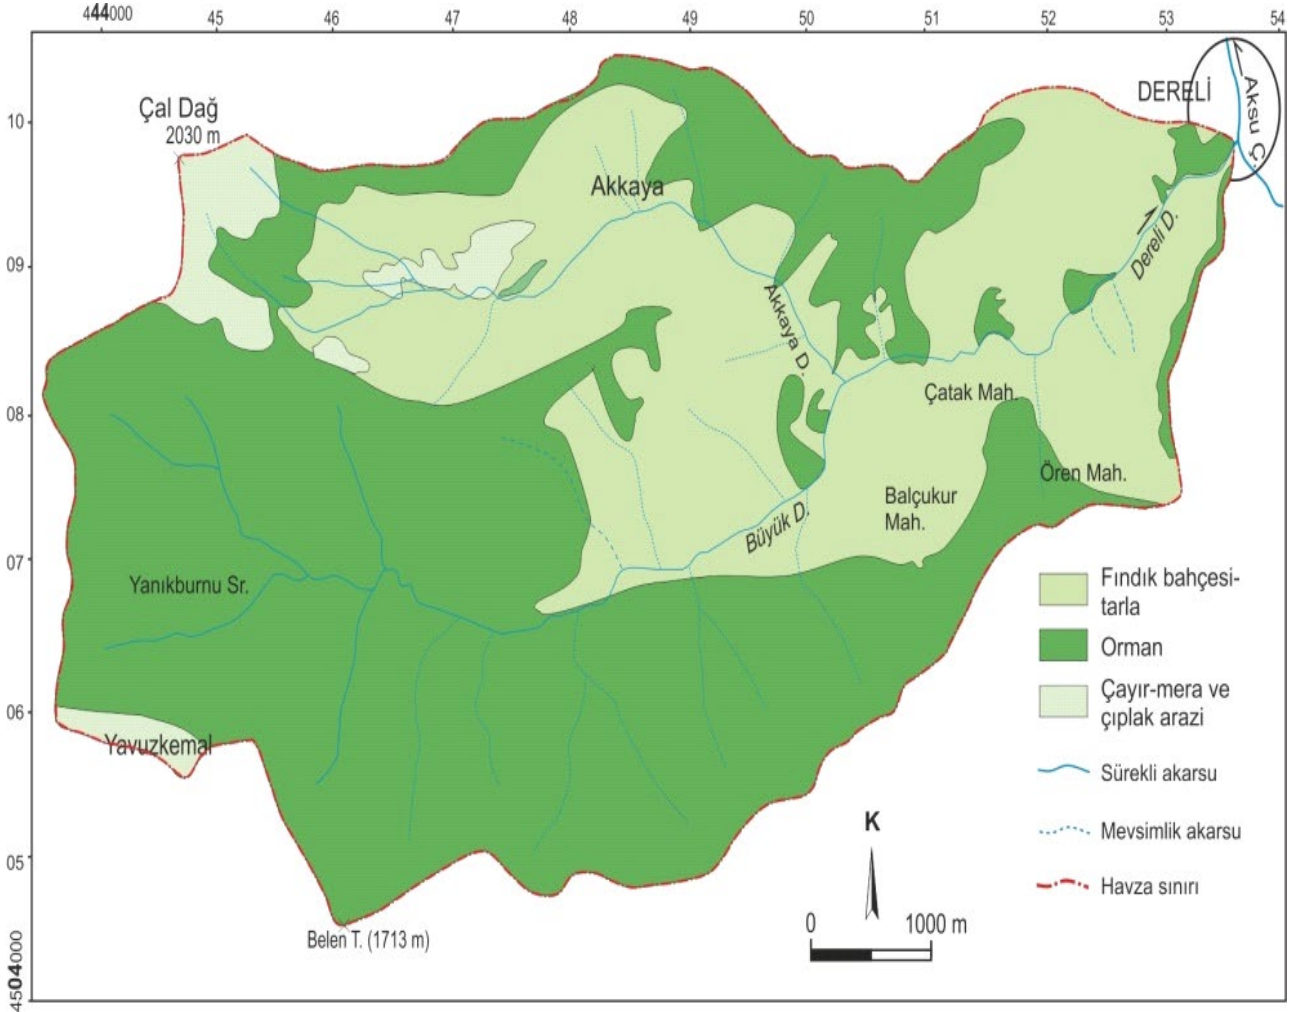 444000 45 46 47 48 49 50 51 52 53 54
10
09
08
07
06
05
4504000
Çal Dağ
2030 m
DERELİ
Aksu Ç.
Akkaya
Dereli D.
Akkaya D.
Çatak Mah.
Ören Mah.
Balçukur
Mah.
Büyük D.
Yanıkburnu Sr.
Yavuzkemal
Belen T. (1713 m)
Fındık bahçesi-
tarla
Orman
Çayır-mera ve
çıplak arazi
Sürekli akarsu
Mevsimlik akarsu
Havza sınırı
K
0 1000 m